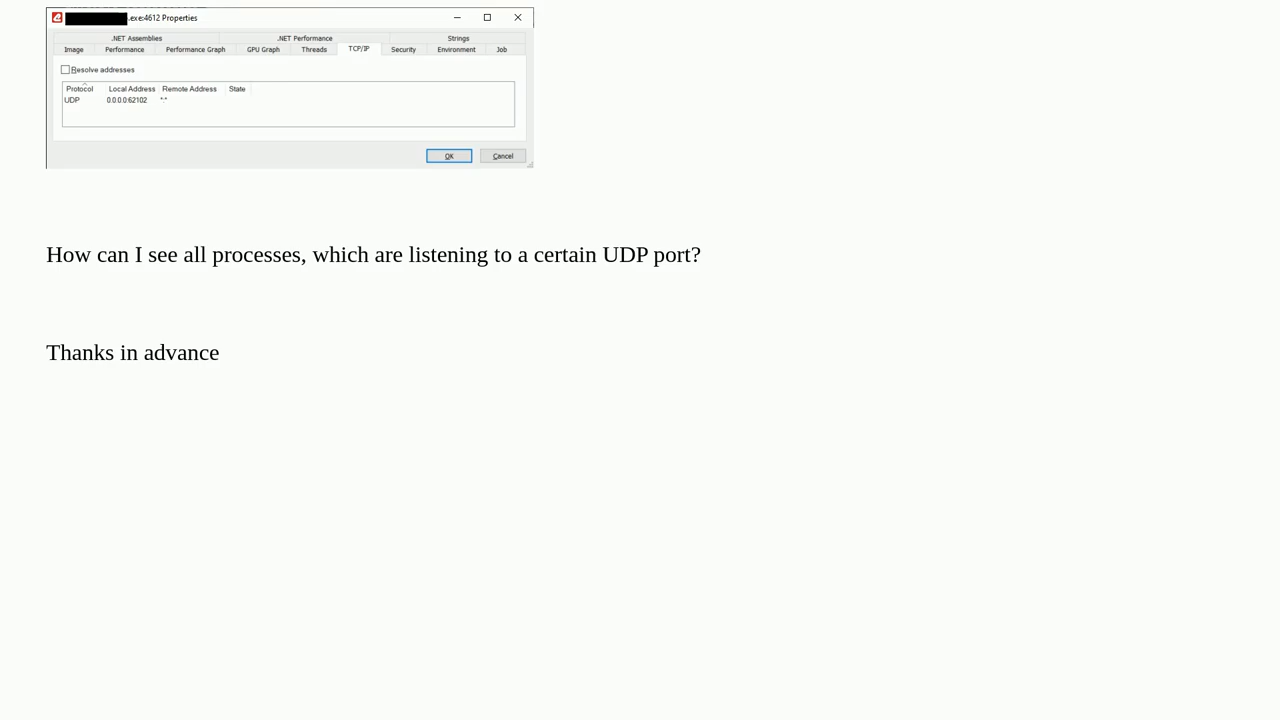 .exe:4612 Properties
.NET Assemblies .NET Performance Strings
Image Performance Performance Graph GPU Graph Threads TCP/IP Security Environment Job
Resolve addresses
Protocol Local Address Remote Address State
UDP 0.0.0.0:62102 *:*
OK Cancel
How can I see all processes, which are listening to a certain UDP port?
Thanks in advance